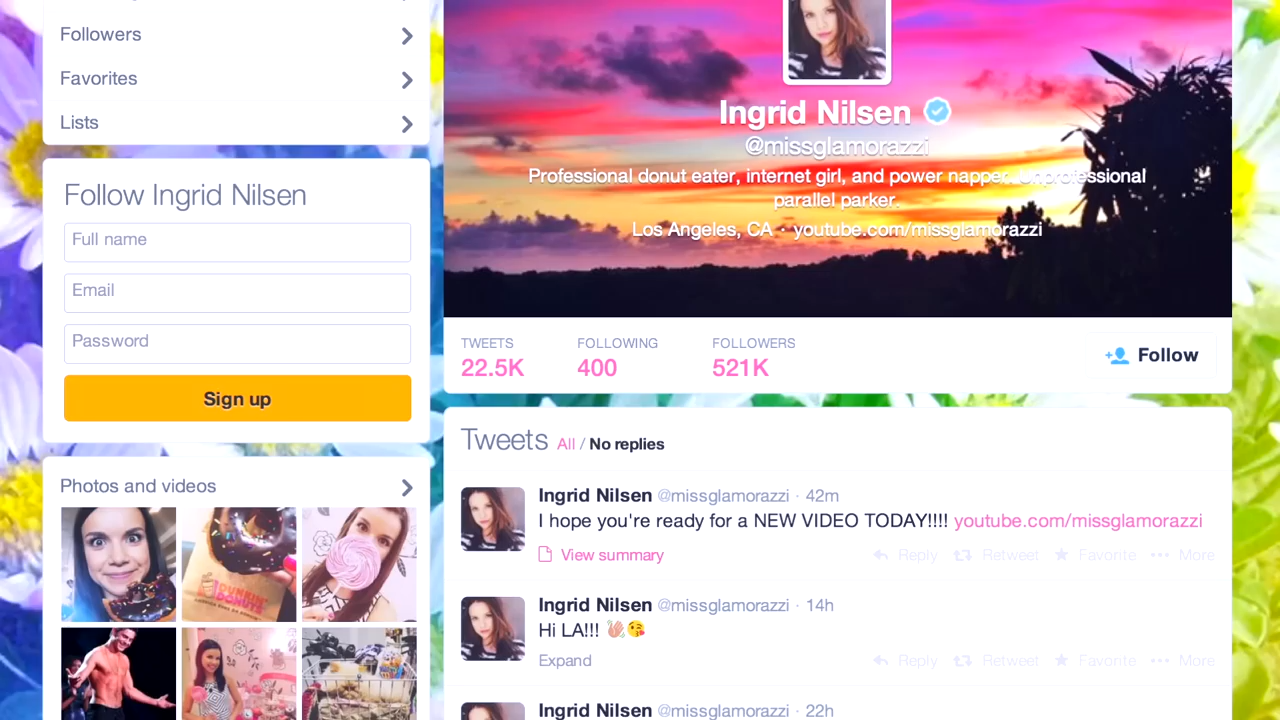 Followers
Favorites
Lists
Follow Ingrid Nilsen
Full name
Email
Password
Sign up
Photos and videos
DUNKIN'
DONUTS
Ingrid Nilsen
@missglamorazzi
Professional donut eater, internet girl, and power napper. Unprofessional
parallel parker.
Los Angeles, CA · youtube.com/missglamorazzi
TWEETS
22.5K
FOLLOWING
400
FOLLOWERS
521K
Follow
Tweets All / No replies
Ingrid Nilsen @missglamorazzi · 42m
I hope you're ready for a NEW VIDEO TODAY!!!! youtube.com/missglamorazzi
View summary Reply Retweet Favorite More
Ingrid Nilsen @missglamorazzi · 14h
Hi LA!!! 👋😘
Expand Reply Retweet Favorite More
Ingrid Nilsen @missglamorazzi · 22h